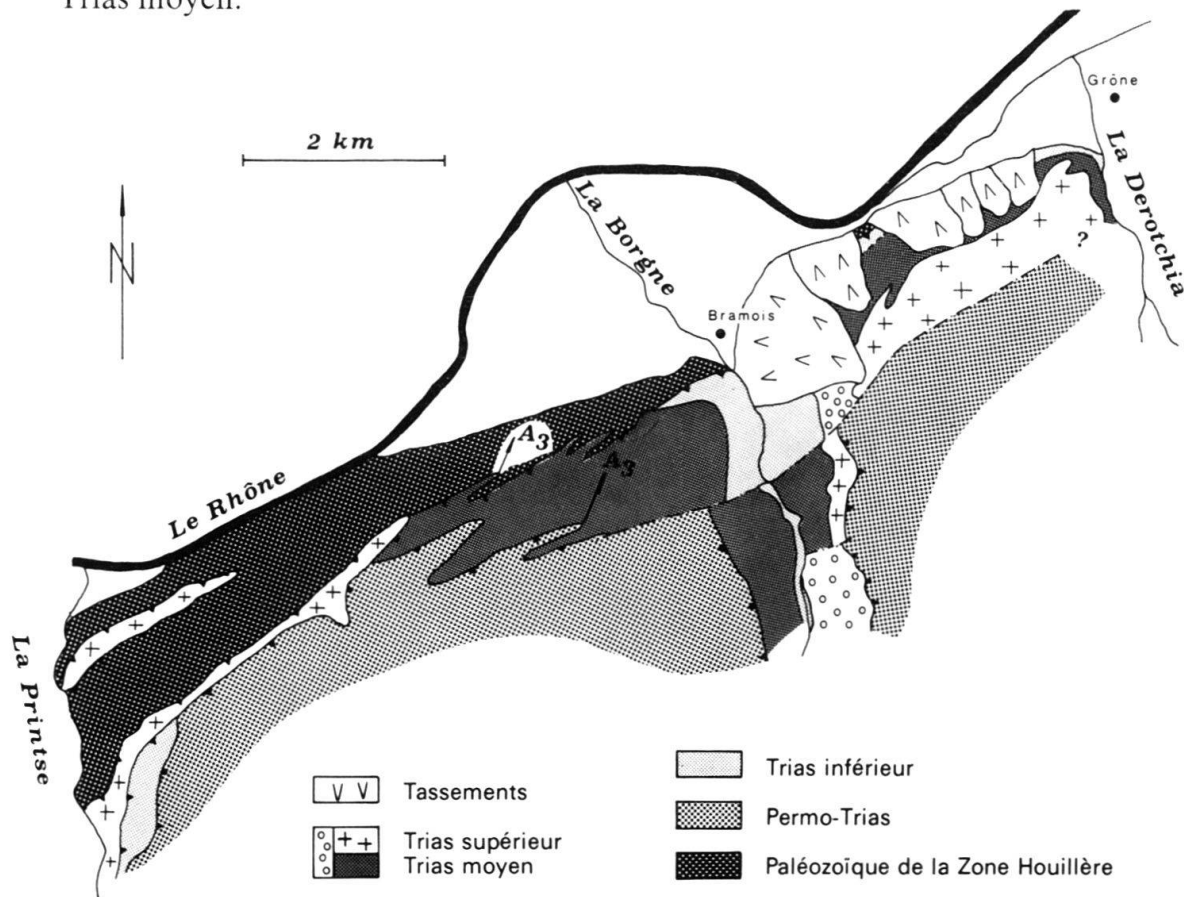 Trias moyen.
Grône
2 km
La Derotchia
La Borgne
N
?
Bramois
A3
A3
Le Rhône
La Printse
Tassements
Trias supérieur
Trias moyen
Trias inférieur
Permo-Trias
Paléozoïque de la Zone Houillère